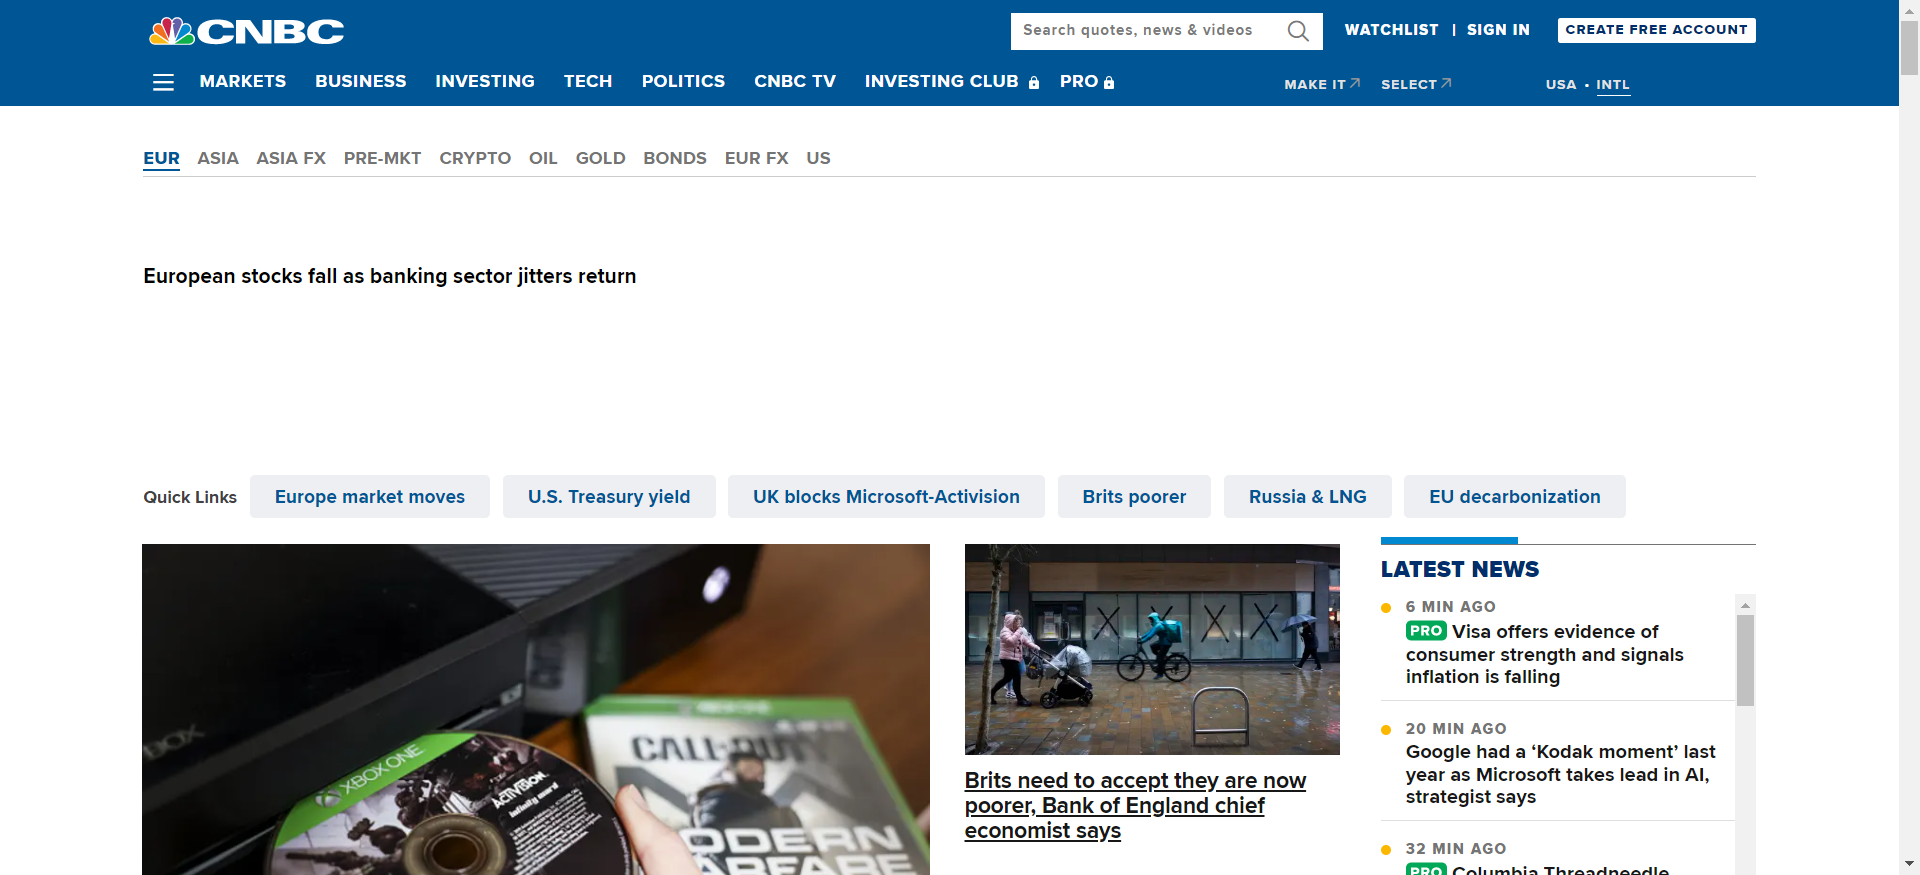 CNBC
Search quotes, news & videos
WATCHLIST | SIGN IN
CREATE FREE ACCOUNT
MARKETS BUSINESS INVESTING TECH POLITICS CNBC TV INVESTING CLUB PRO
MAKE IT SELECT USA • INTL
EUR ASIA ASIA FX PRE-MKT CRYPTO OIL GOLD BONDS EUR FX US
European stocks fall as banking sector jitters return
Quick Links Europe market moves U.S. Treasury yield UK blocks Microsoft-Activision Brits poorer Russia & LNG EU decarbonization
XBOX ONE
ACTIVISION
infinity ward
CALL OF DUTY
MODERN
WARFARE
Brits need to accept they are now
poorer, Bank of England chief
economist says
LATEST NEWS
6 MIN AGO
PRO Visa offers evidence of
consumer strength and signals
inflation is falling
20 MIN AGO
Google had a ‘Kodak moment’ last
year as Microsoft takes lead in AI,
strategist says
32 MIN AGO
PRO Columbia Threadneedle